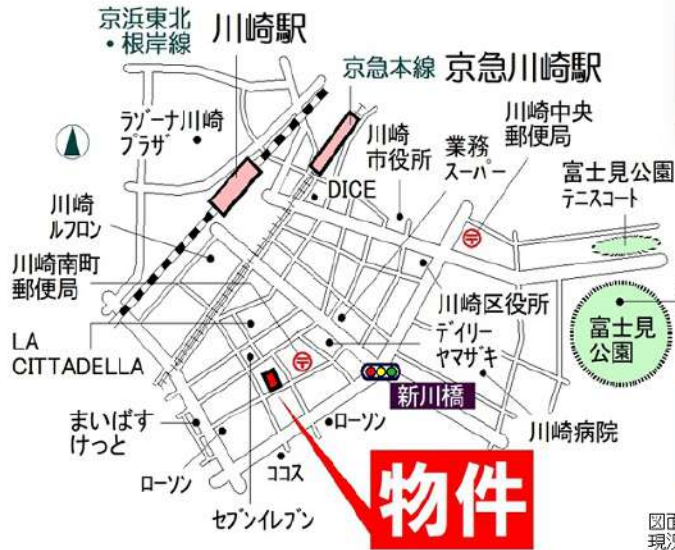 京浜東北
・根岸線
川崎駅
京急本線
京急川崎駅
ラゾーナ川崎
プラザ
川崎
市役所
業務
スーパー
川崎中央
郵便局
DICE
富士見公園
テニスコート
川崎
ルフロン
川崎南町
郵便局
川崎区役所
デイリー
ヤマザキ
富士見
公園
LA
CITTADELLA
新川橋
まいばす
けっと
ローソン
川崎病院
ローソン
ココス
セブンイレブン
物件
図面
現況